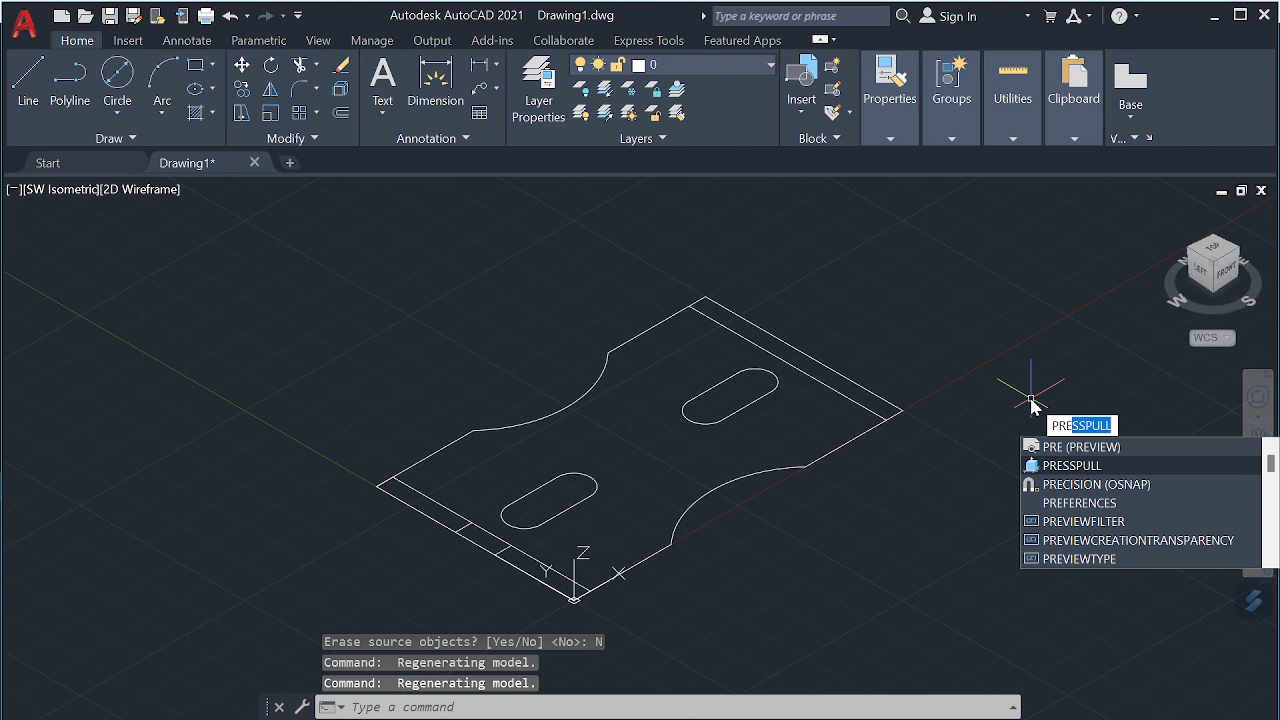 Autodesk AutoCAD 2021 Drawing1.dwg
Type a keyword or phrase
Sign In
Home Insert Annotate Parametric View Manage Output Add-ins Collaborate Express Tools Featured Apps
Line Polyline Circle Arc
Draw
Modify
Text Dimension
Annotation
Layer
Properties
0
Layers
Insert
Block
Properties
Groups
Utilities
Clipboard
Base
V...
Start
Drawing1*
[−][SW Isometric][2D Wireframe]
TOP
LEFT FRONT
N E
W S
WCS
PRESSPULL
PRE (PREVIEW)
PRESSPULL
PRECISION (OSNAP)
PREFERENCES
PREVIEWFILTER
PREVIEWCREATIONTRANSPARENCY
PREVIEWTYPE
Z
Y
X
Erase source objects? [Yes/No] <No>: N
Command: Regenerating model.
Command: Regenerating model.
Type a command